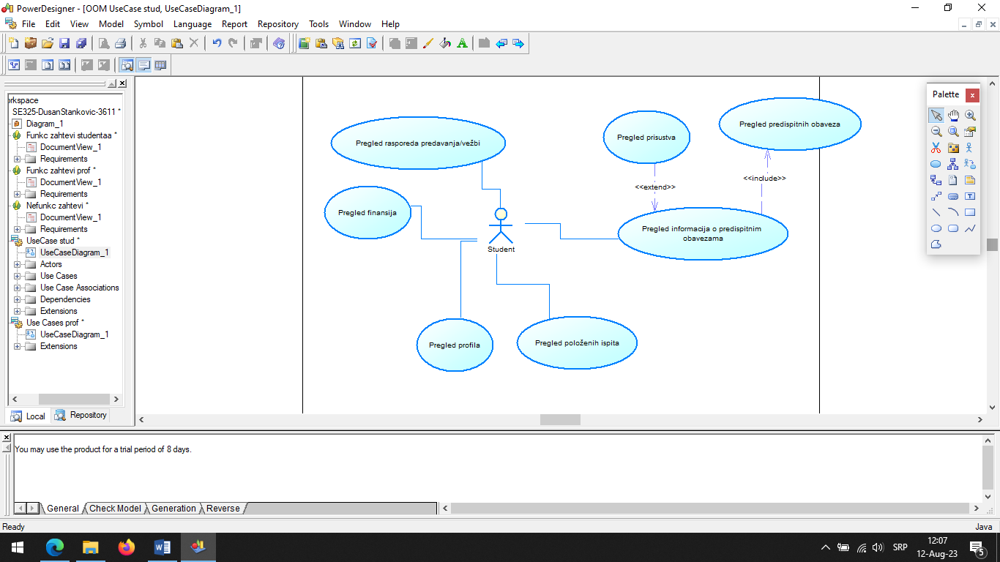 PowerDesigner - [OOM UseCase stud, UseCaseDiagram_1]
File Edit View Model Symbol Language Report Repository Tools Window Help
orkspace
SE325-DusanStankovic-3611 *
Diagram_1
Funkc zahtevi studentaa *
DocumentView_1
Requirements
Funkc zahtevi prof *
DocumentView_1
Requirements
Nefunkc zahtevi *
DocumentView_1
Requirements
UseCase stud *
UseCaseDiagram_1
Actors
Use Cases
Use Case Associations
Dependencies
Extensions
Use Cases prof *
UseCaseDiagram_1
Extensions
Local Repository
Pregled rasporeda predavanja/vežbi
Pregled prisustva
Pregled predispitnih obaveza
<<extend>>
<<include>>
Pregled finansija
Pregled informacija o predispitnim
obavezama
Student
Pregled profila
Pregled položenih ispita
Palette
You may use the product for a trial period of 8 days.
General Check Model Generation Reverse
Ready
Java
SRP
12:07
12-Aug-23
5